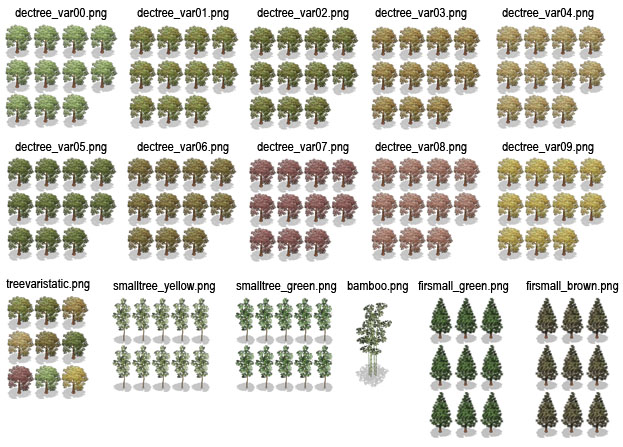 dectree_var00.png
dectree_var01.png
dectree_var02.png
dectree_var03.png
dectree_var04.png
dectree_var05.png
dectree_var06.png
dectree_var07.png
dectree_var08.png
dectree_var09.png
treevaristatic.png
smalltree_yellow.png
smalltree_green.png
bamboo.png
firsmall_green.png
firsmall_brown.png